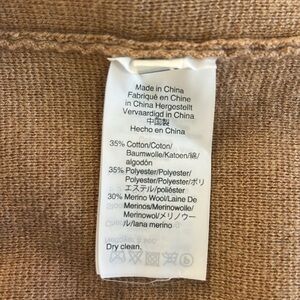 Made in China
Fabriqué en Chine
in China Hergestellt
Vervaardigd in China
中国製
Hecho en China
35% Cotton/Coton/
Baumwolle/Katoen/綿/
algodón
35% Polyester/Polyester/
Polyester/Polyester/ポリ
エステル/poliéster
30% Merino Wool/Laine De
Merinos/Merinowolle/
Merinowol/メリノウー
ル/lana merino
Dry clean.